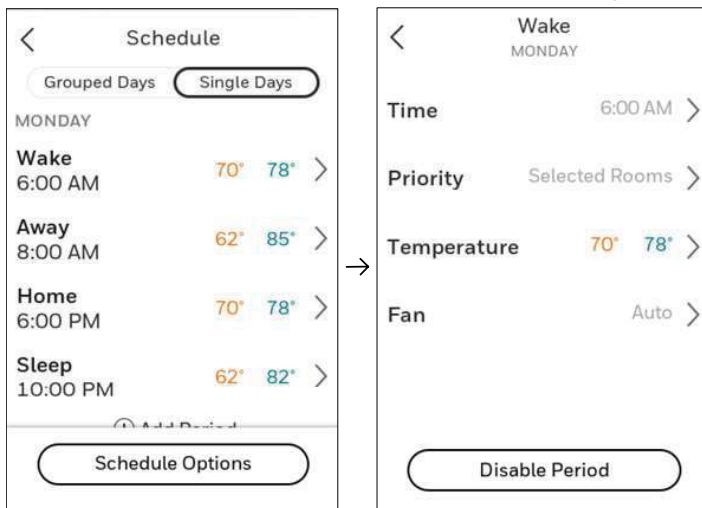 Schedule
Grouped Days Single Days
MONDAY
Wake
6:00 AM
70° 78°
Away
8:00 AM
62° 85°
Home
6:00 PM
70° 78°
Sleep
10:00 PM
62° 82°
Add Period
Schedule Options
Wake
MONDAY
Time 6:00 AM
Priority Selected Rooms
Temperature 70° 78°
Fan Auto
Disable Period